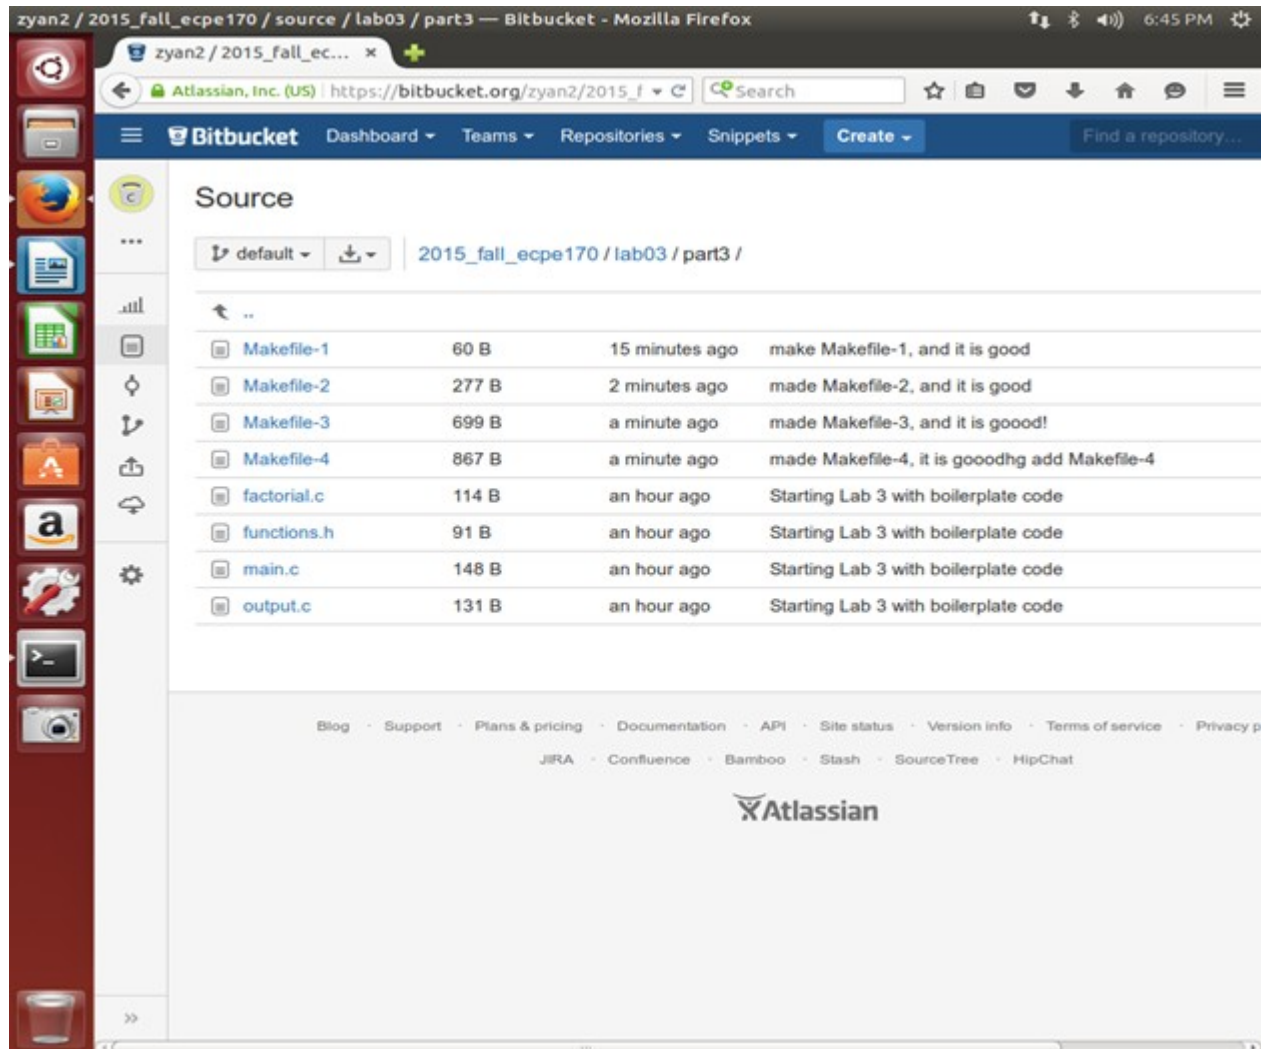 zyan2 / 2015_fall_ecpe170 / source / lab03 / part3 — Bitbucket - Mozilla Firefox 6:45 PM
zyan2 / 2015_fall_ec... ×
Atlassian, Inc. (US) https://bitbucket.org/zyan2/2015_f Search
Bitbucket Dashboard Teams Repositories Snippets Create Find a repository...
C
Source
default 2015_fall_ecpe170 / lab03 / part3 /
..
Makefile-1 60 B 15 minutes ago make Makefile-1, and it is good
Makefile-2 277 B 2 minutes ago made Makefile-2, and it is good
Makefile-3 699 B a minute ago made Makefile-3, and it is goood!
Makefile-4 867 B a minute ago made Makefile-4, it is gooodhg add Makefile-4
factorial.c 114 B an hour ago Starting Lab 3 with boilerplate code
functions.h 91 B an hour ago Starting Lab 3 with boilerplate code
main.c 148 B an hour ago Starting Lab 3 with boilerplate code
output.c 131 B an hour ago Starting Lab 3 with boilerplate code
a
>_
Blog · Support · Plans & pricing · Documentation · API · Site status · Version info · Terms of service · Privacy p
JIRA · Confluence · Bamboo · Stash · SourceTree · HipChat
Atlassian